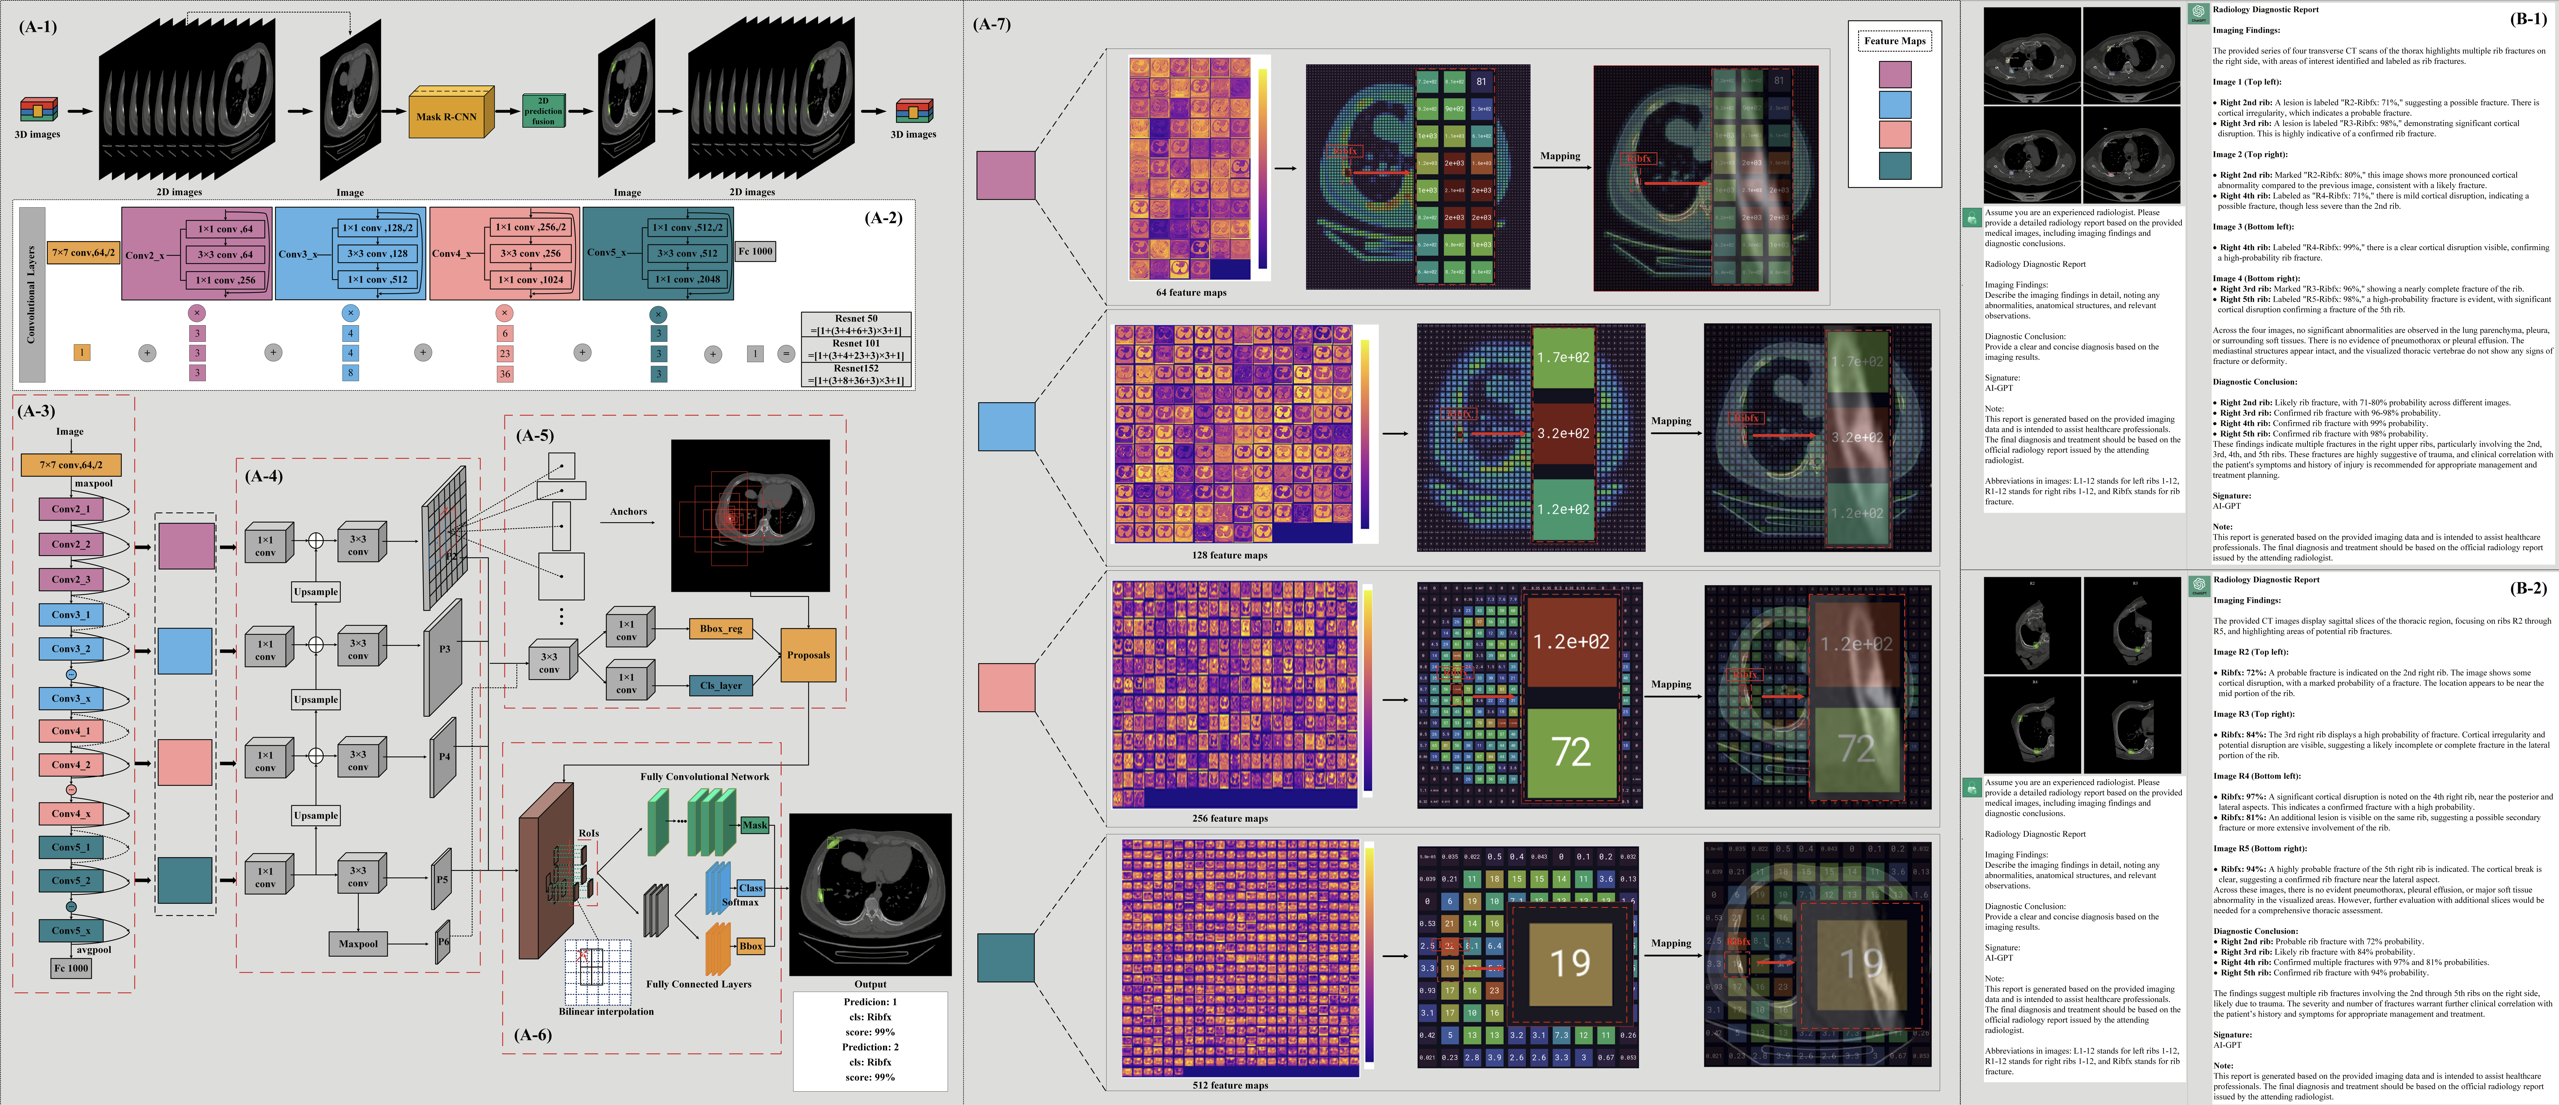 (A-1)
3D images
2D images
Image
Mask R-CNN
2D
prediction
fusion
Image
2D images
3D images
(A-2)
Convolutional Layers
7×7 conv,64,/2
Conv2_x
1×1 conv ,64
3×3 conv ,64
1×1 conv ,256
Conv3_x
1×1 conv ,128,/2
3×3 conv ,128
1×1 conv ,512
Conv4_x
1×1 conv ,256,/2
3×3 conv ,256
1×1 conv ,1024
Conv5_x
1×1 conv ,512,/2
3×3 conv ,512
1×1 conv ,2048
Fc 1000
× × × ×
3 4 6 3
1 + 3 + 4 + 23 + 3 + 1 =
3 8 36 3
Resnet 50
=[1+(3+4+6+3)×3+1]
Resnet 101
=[1+(3+4+23+3)×3+1]
Resnet152
=[1+(3+8+36+3)×3+1]
(A-3)
Image
7×7 conv,64,/2
maxpool
Conv2_1
Conv2_2
Conv2_3
Conv3_1
Conv3_2
Conv3_x
Conv4_1
Conv4_2
Conv4_x
Conv5_1
Conv5_2
Conv5_x
avgpool
Fc 1000
(A-4)
1×1
conv
3×3
conv
P2
Upsample
1×1
conv
3×3
conv
P3
Upsample
1×1
conv
3×3
conv
P4
Upsample
1×1
conv
3×3
conv
P5
Maxpool
P6
(A-5)
Anchors
3×3
conv
1×1
conv
Bbox_reg
1×1
conv
Cls_layer
Proposals
(A-6)
Fully Convolutional Network
RoIs
Mask
Class
Softmax
Bbox
Fully Connected Layers
Bilinear interpolation
Output
Predicion: 1
cls: Ribfx
score: 99%
Prediction: 2
cls: Ribfx
score: 99%
(A-7)
Feature Maps
64 feature maps
Ribfx
81
Mapping
Ribfx
81
128 feature maps
Ribfx
1.7e+02
3.2e+02
1.2e+02
Mapping
Ribfx
1.7e+02
3.2e+02
1.2e+02
256 feature maps
1.2e+02
72
Mapping
Ribfx
1.2e+02
72
512 feature maps
19
Mapping
Ribfx
19
(B-1)
Assume you are an experienced radiologist. Please
provide a detailed radiology report based on the provided
medical images, including imaging findings and
diagnostic conclusions.
Radiology Diagnostic Report
Imaging Findings:
Describe the imaging findings in detail, noting any
abnormalities, anatomical structures, and relevant
observations.
Diagnostic Conclusion:
Provide a clear and concise diagnosis based on the
imaging results.
Signature:
AI-GPT
Note:
This report is generated based on the provided imaging
data and is intended to assist healthcare professionals.
The final diagnosis and treatment should be based on the
official radiology report issued by the attending
radiologist.
Abbreviations in images: L1-12 stands for left ribs 1-12,
R1-12 stands for right ribs 1-12, and Ribfx stands for rib
fracture.
Radiology Diagnostic Report
Imaging Findings:
The provided series of four transverse CT scans of the thorax highlights multiple rib fractures on
the right side, with areas of interest identified and labeled as rib fractures.
Image 1 (Top left):
• Right 2nd rib: A lesion is labeled "R2-Ribfx: 71%," suggesting a possible fracture. There is
cortical irregularity, which indicates a probable fracture.
• Right 3rd rib: A lesion is labeled "R3-Ribfx: 98%," demonstrating significant cortical
disruption. This is highly indicative of a confirmed rib fracture.
Image 2 (Top right):
• Right 2nd rib: Marked "R2-Ribfx: 80%," this image shows more pronounced cortical
abnormality compared to the previous image, consistent with a likely fracture.
• Right 4th rib: Labeled as "R4-Ribfx: 71%," there is mild cortical disruption, indicating a
possible fracture, though less severe than the 2nd rib.
Image 3 (Bottom left):
• Right 4th rib: Labeled "R4-Ribfx: 99%," there is a clear cortical disruption visible, confirming
a high-probability rib fracture.
Image 4 (Bottom right):
• Right 3rd rib: Marked "R3-Ribfx: 96%," showing a nearly complete fracture of the rib.
• Right 5th rib: Labeled "R5-Ribfx: 98%," a high-probability fracture is evident, with significant
cortical disruption confirming a fracture of the 5th rib.
Across the four images, no significant abnormalities are observed in the lung parenchyma, pleura,
or surrounding soft tissues. There is no evidence of pneumothorax or pleural effusion. The
mediastinal structures appear intact, and the visualized thoracic vertebrae do not show any signs of
fracture or deformity.
Diagnostic Conclusion:
• Right 2nd rib: Likely rib fracture, with 71-80% probability across different images.
• Right 3rd rib: Confirmed rib fracture with 96-98% probability.
• Right 4th rib: Confirmed rib fracture with 99% probability.
• Right 5th rib: Confirmed rib fracture with 98% probability.
These findings indicate multiple fractures in the right upper ribs, particularly involving the 2nd,
3rd, 4th, and 5th ribs. These fractures are highly suggestive of trauma, and clinical correlation with
the patient's symptoms and history of injury is recommended for appropriate management and
treatment planning.
Signature:
AI-GPT
Note:
This report is generated based on the provided imaging data and is intended to assist healthcare
professionals. The final diagnosis and treatment should be based on the official radiology report
issued by the attending radiologist.
(B-2)
R2
R3
R4
R5
Assume you are an experienced radiologist. Please
provide a detailed radiology report based on the provided
medical images, including imaging findings and
diagnostic conclusions.
Radiology Diagnostic Report
Imaging Findings:
Describe the imaging findings in detail, noting any
abnormalities, anatomical structures, and relevant
observations.
Diagnostic Conclusion:
Provide a clear and concise diagnosis based on the
imaging results.
Signature:
AI-GPT
Note:
This report is generated based on the provided imaging
data and is intended to assist healthcare professionals.
The final diagnosis and treatment should be based on the
official radiology report issued by the attending
radiologist.
Abbreviations in images: L1-12 stands for left ribs 1-12,
R1-12 stands for right ribs 1-12, and Ribfx stands for rib
fracture.
Radiology Diagnostic Report
Imaging Findings:
The provided CT images display sagittal slices of the thoracic region, focusing on ribs R2 through
R5, and highlighting areas of potential rib fractures.
Image R2 (Top left):
• Ribfx: 72%: A probable fracture is indicated on the 2nd right rib. The image shows some
cortical disruption, with a marked probability of a fracture. The location appears to be near the
mid portion of the rib.
Image R3 (Top right):
• Ribfx: 84%: The 3rd right rib displays a high probability of fracture. Cortical irregularity and
potential disruption are visible, suggesting a likely incomplete or complete fracture in the lateral
portion of the rib.
Image R4 (Bottom left):
• Ribfx: 97%: A significant cortical disruption is noted on the 4th right rib, near the posterior and
lateral aspects. This indicates a confirmed fracture with a high probability.
• Ribfx: 81%: An additional lesion is visible on the same rib, suggesting a possible secondary
fracture or more extensive involvement of the rib.
Image R5 (Bottom right):
• Ribfx: 94%: A highly probable fracture of the 5th right rib is indicated. The cortical break is
clear, suggesting a confirmed rib fracture near the lateral aspect.
Across these images, there is no evident pneumothorax, pleural effusion, or major soft tissue
abnormality in the visualized areas. However, further evaluation with additional slices would be
needed for a comprehensive thoracic assessment.
Diagnostic Conclusion:
• Right 2nd rib: Probable rib fracture with 72% probability.
• Right 3rd rib: Likely rib fracture with 84% probability.
• Right 4th rib: Confirmed multiple fractures with 97% and 81% probabilities.
• Right 5th rib: Confirmed rib fracture with 94% probability.
The findings suggest multiple rib fractures involving the 2nd through 5th ribs on the right side,
likely due to trauma. The severity and number of fractures warrant further clinical correlation with
the patient's history and symptoms for appropriate management and treatment.
Signature:
AI-GPT
Note:
This report is generated based on the provided imaging data and is intended to assist healthcare
professionals. The final diagnosis and treatment should be based on the official radiology report
issued by the attending radiologist.